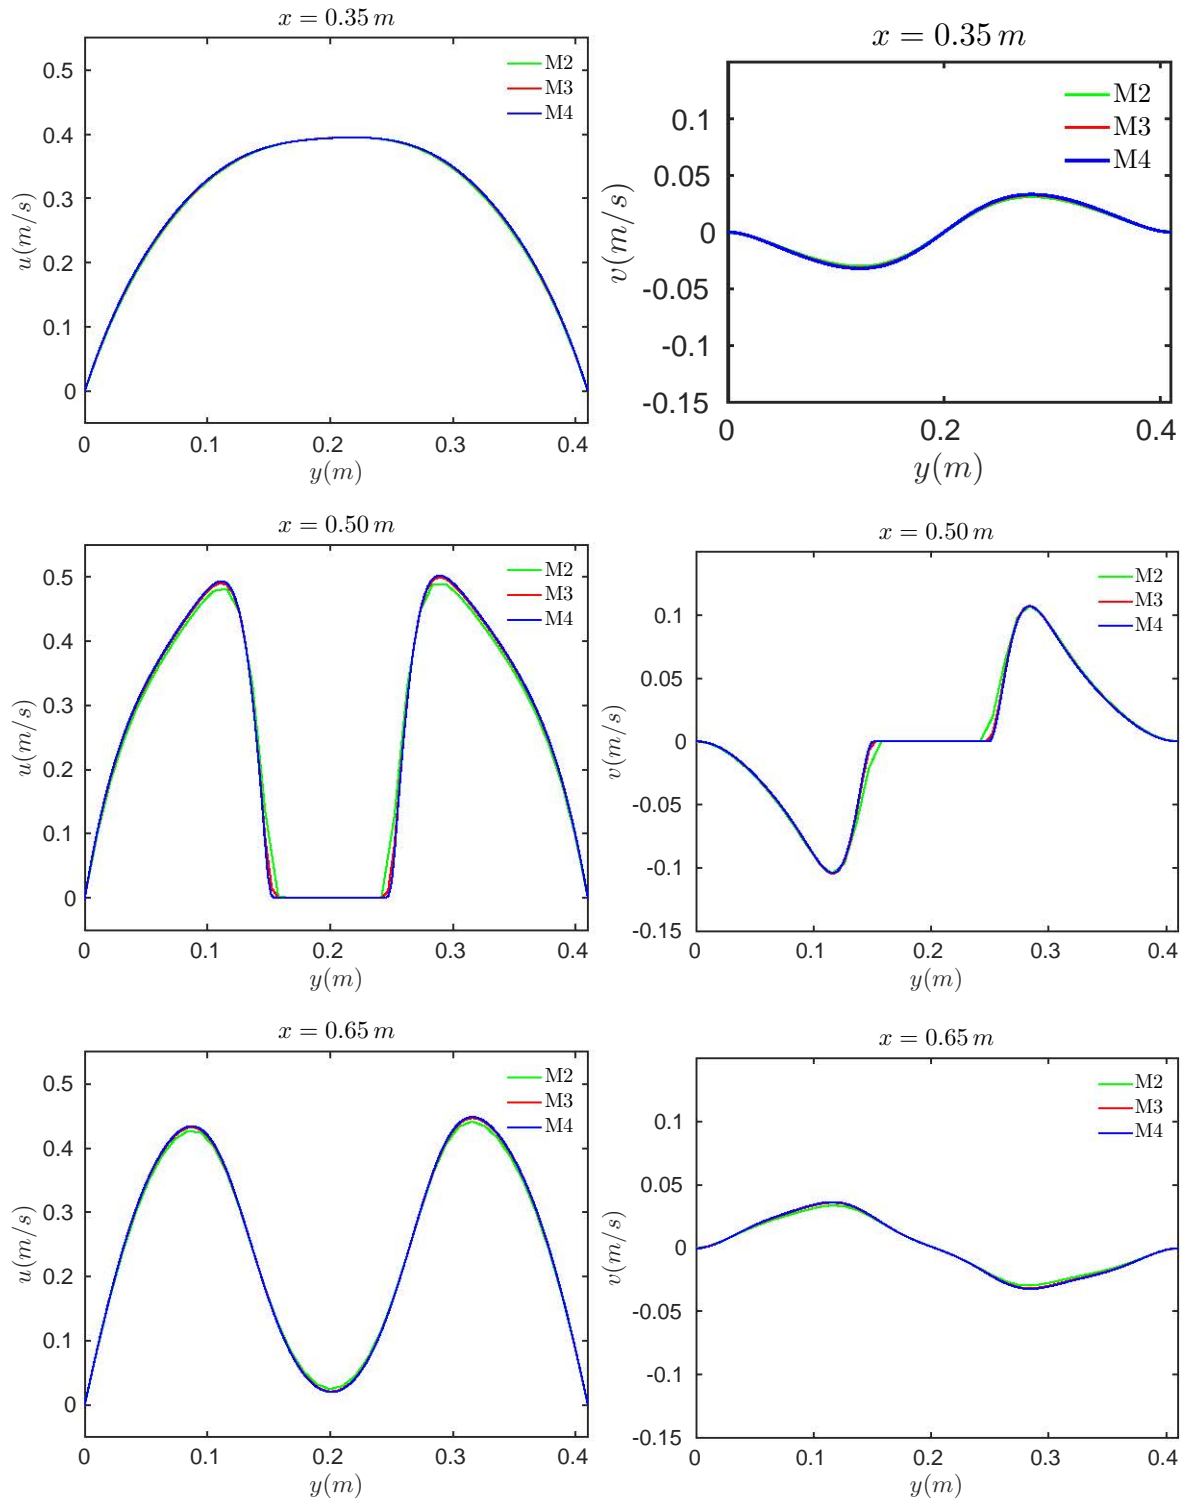 x = 0.35 m
u(m/s)
0.5
0.4
0.3
0.2
0.1
0
M2
M3
M4
0 0.1 0.2 0.3 0.4
y(m)
x = 0.35 m
v(m/s)
0.1
0.05
0
-0.05
-0.1
-0.15
M2
M3
M4
0 0.2 0.4
y(m)
x = 0.50 m
u(m/s)
0.5
0.4
0.3
0.2
0.1
0
M2
M3
M4
0 0.1 0.2 0.3 0.4
y(m)
x = 0.50 m
v(m/s)
0.1
0.05
0
-0.05
-0.1
-0.15
M2
M3
M4
0 0.1 0.2 0.3 0.4
y(m)
x = 0.65 m
u(m/s)
0.5
0.4
0.3
0.2
0.1
0
M2
M3
M4
0 0.1 0.2 0.3 0.4
y(m)
x = 0.65 m
v(m/s)
0.1
0.05
0
-0.05
-0.1
-0.15
M2
M3
M4
0 0.1 0.2 0.3 0.4
y(m)